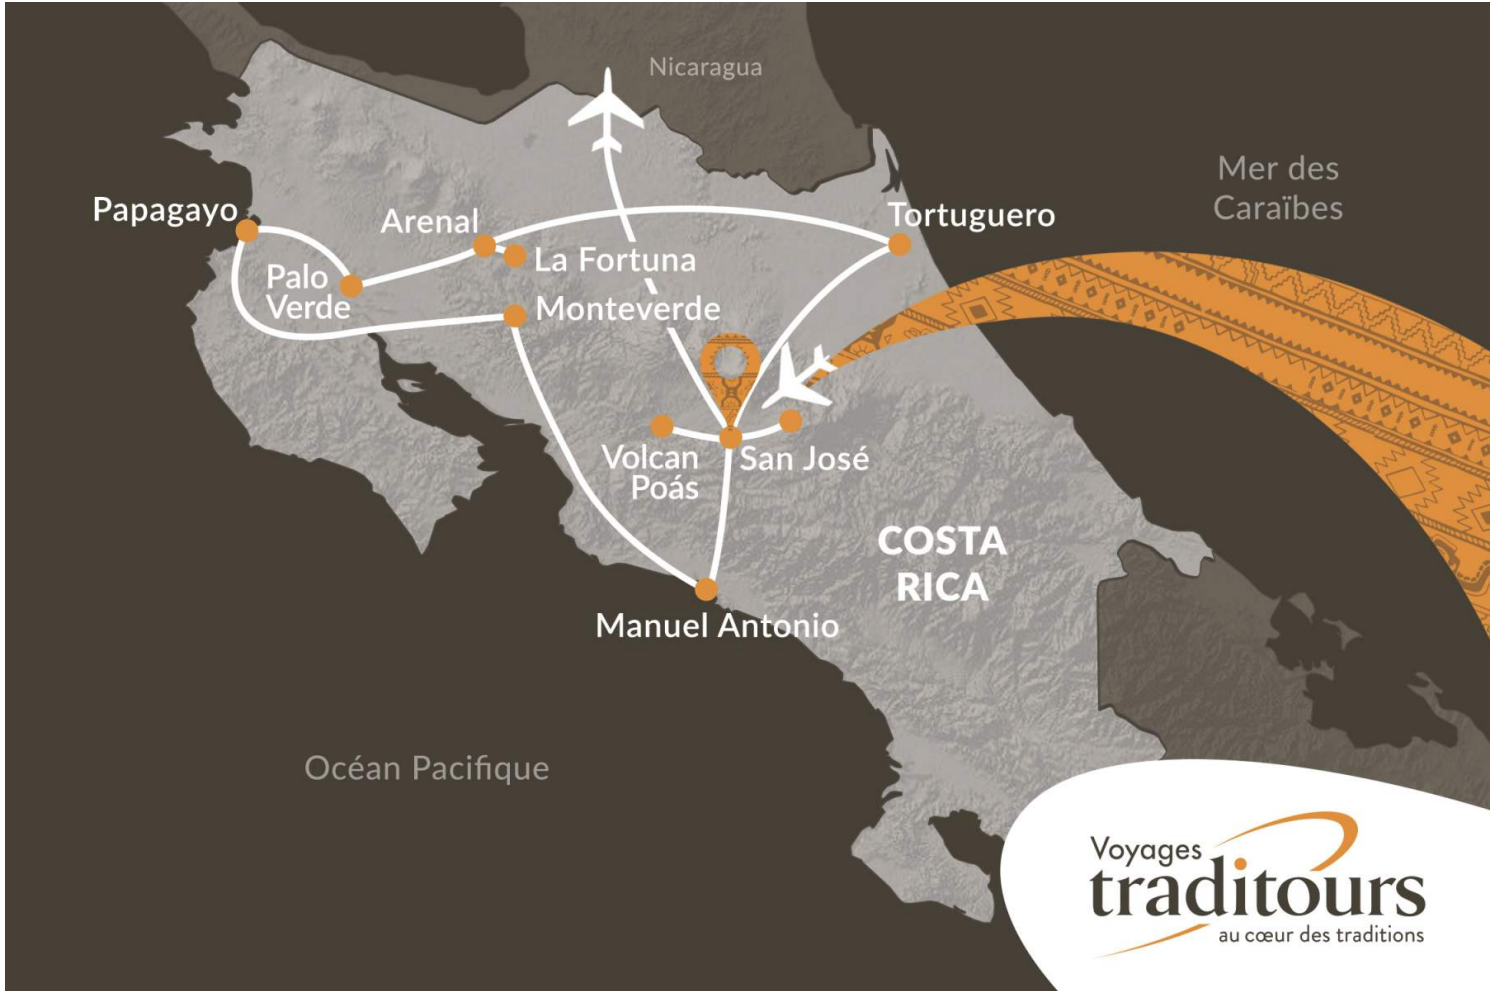 Nicaragua
Mer des
Caraïbes
Papagayo
Arenal
Tortuguero
La Fortuna
Palo
Verde
Monteverde
Volcan
Poás
San José
COSTA
RICA
Manuel Antonio
Océan Pacifique
Voyages
traditours
au cœur des traditions